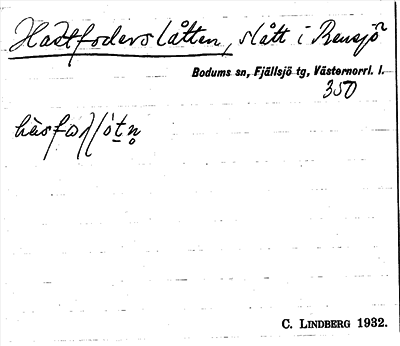 Hästfoderslåtten, slått i Rensjö
Bodums sn, Fjällsjö tg, Västernorrl. l.
350
C. LINDBERG 1932.